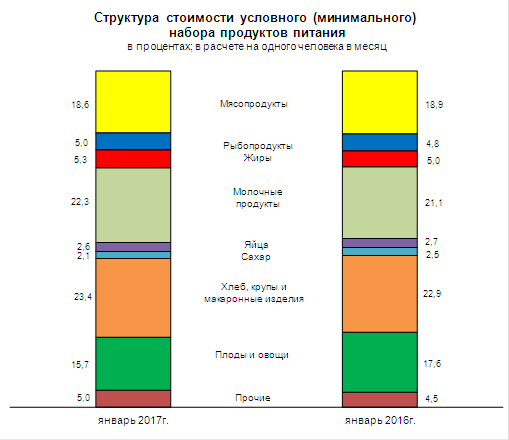 Структура стоимости условного (минимального)
набора продуктов питания
в процентах; в расчете на одного человека в месяц
18,6 Мясопродукты 18,9
5,0 Рыбопродукты 4,8
5,3 Жиры 5,0
22,3 Молочные 21,1
продукты
2,6 Яйца 2,7
2,1 Сахар 2,5
23,4 Хлеб, крупы и 22,9
макаронные изделия
15,7 Плоды и овощи 17,6
5,0 Прочие 4,5
январь 2017г. январь 2016г.